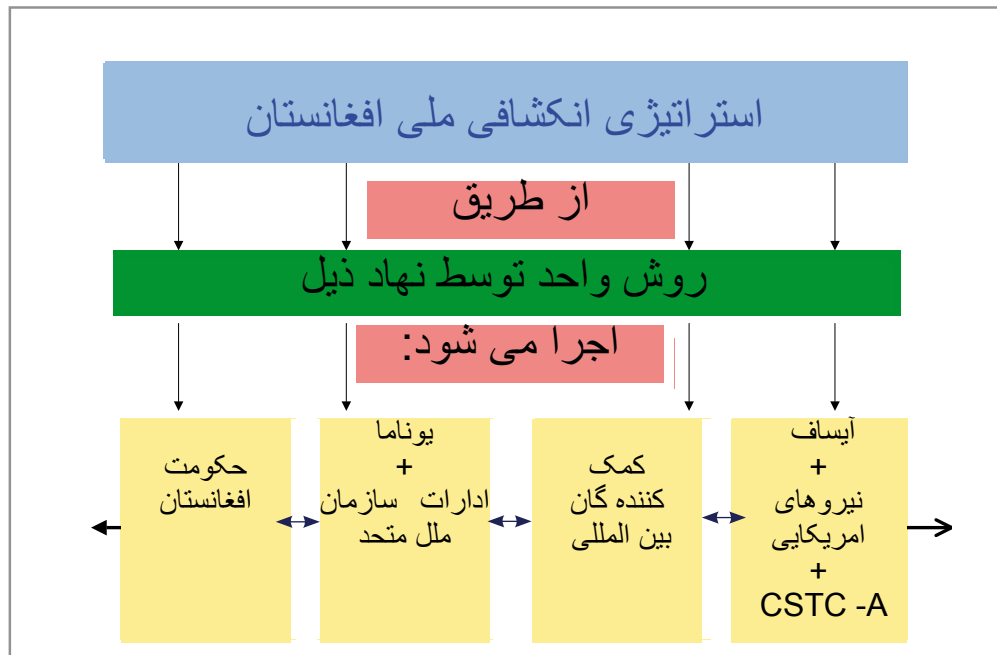 استراتیژی انکشافی ملی افغانستان
از طریق
روش واحد توسط نهاد ذیل
اجرا می شود:
آیساف
+
نیروهای
امریکایی
+
CSTC -A
کمک
کننده گان
بین المللی
یوناما
+
ادارات سازمان
ملل متحد
حکومت
افغانستان